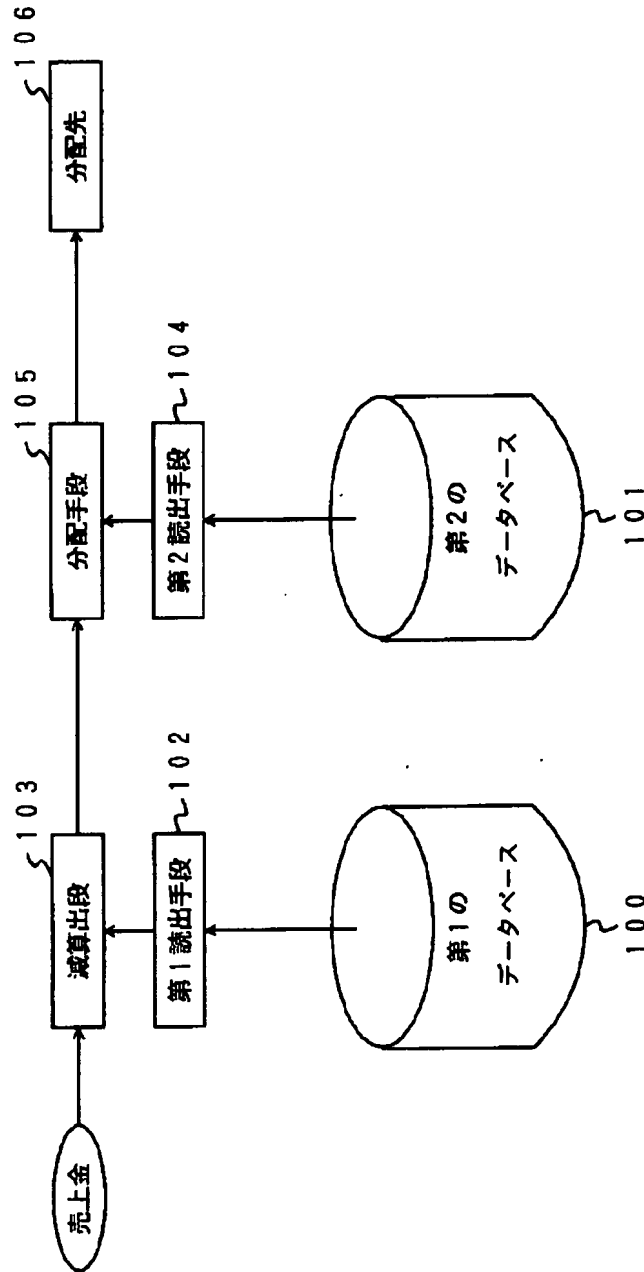 106
分配先
105
分配手段
104
第2読出手段
第2の
データベース
101
103
減算出段
102
第1読出手段
第1の
データベース
100
売上金